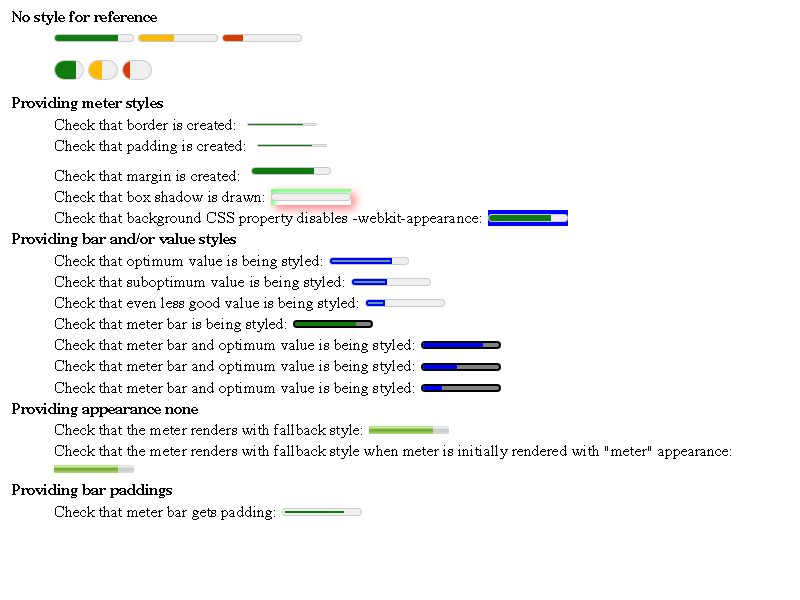 No style for reference
Providing meter styles
Check that border is created:
Check that padding is created:
Check that margin is created:
Check that box shadow is drawn:
Check that background CSS property disables -webkit-appearance:
Providing bar and/or value styles
Check that optimum value is being styled:
Check that suboptimum value is being styled:
Check that even less good value is being styled:
Check that meter bar is being styled:
Check that meter bar and optimum value is being styled:
Check that meter bar and optimum value is being styled:
Check that meter bar and optimum value is being styled:
Providing appearance none
Check that the meter renders with fallback style:
Check that the meter renders with fallback style when meter is initially rendered with "meter" appearance:
Providing bar paddings
Check that meter bar gets padding: